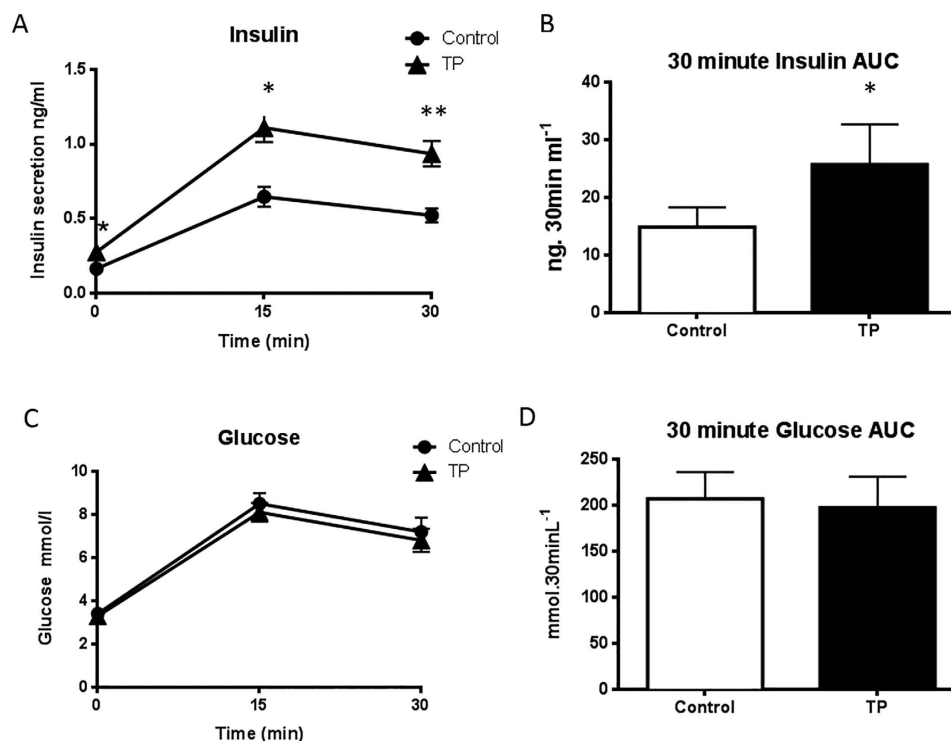 A
Insulin
Control
TP
Insulin secretion ng/ml
1.5
1.0
0.5
0.0
*
*
**
0
15
30
Time (min)
B
30 minute Insulin AUC
ng. 30min ml⁻¹
40
30
20
10
0
*
Control
TP
C
Glucose
Control
TP
Glucose mmol/l
10
8
6
4
2
0
0
15
30
Time (min)
D
30 minute Glucose AUC
mmol.30minL⁻¹
250
200
150
100
50
0
Control
TP